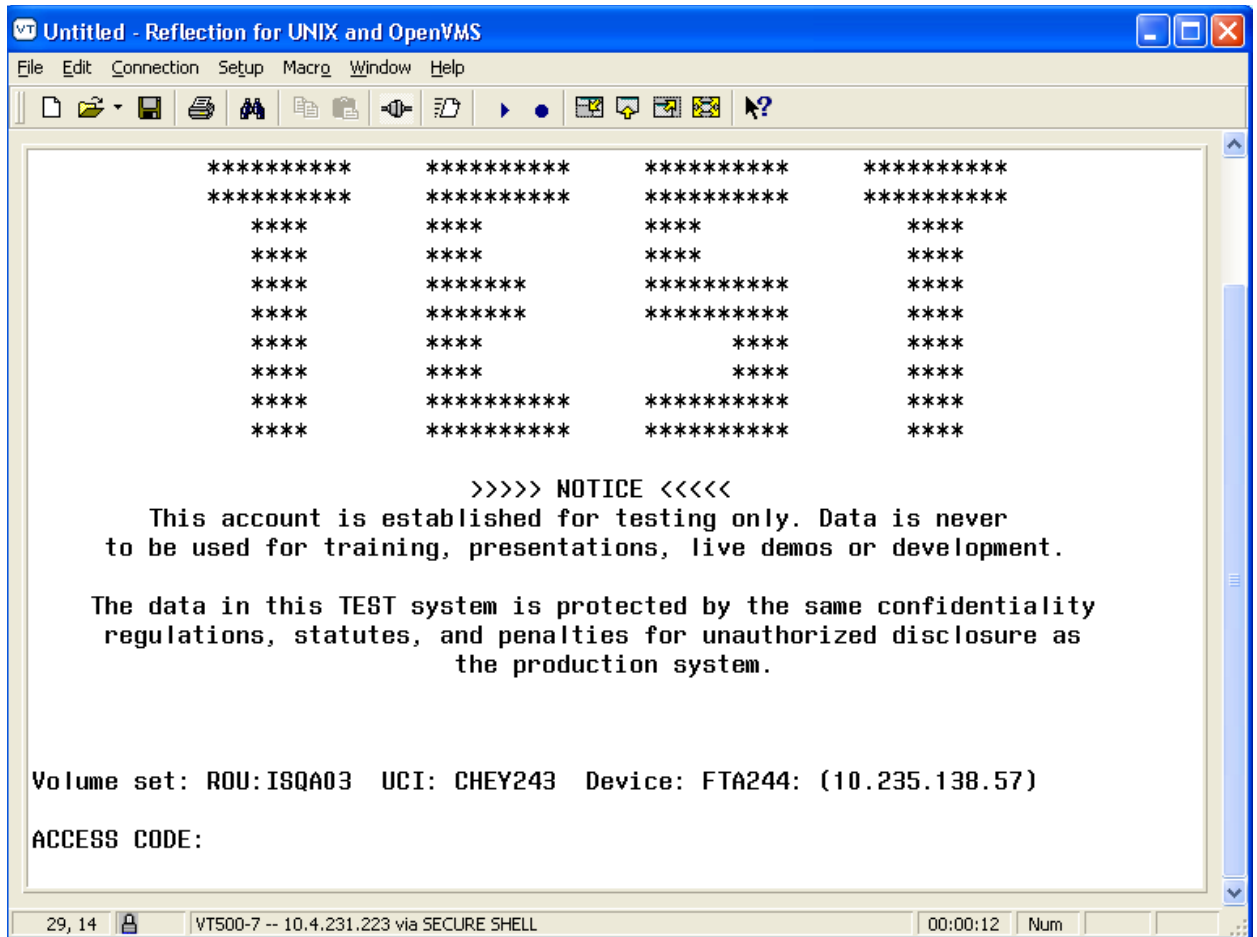 VT Untitled - Reflection for UNIX and OpenVMS
File Edit Connection Setup Macro Window Help
**********     **********     **********     **********
**********     **********     **********     **********
   ****        ****           ****              ****
   ****        ****           ****              ****
   ****        *******        **********        ****
   ****        *******        **********        ****
   ****        ****                 ****        ****
   ****        ****                 ****        ****
   ****        **********     **********        ****
   ****        **********     **********        ****
>>>>> NOTICE <<<<<
This account is established for testing only. Data is never
to be used for training, presentations, live demos or development.
The data in this TEST system is protected by the same confidentiality
regulations, statutes, and penalties for unauthorized disclosure as
the production system.
Volume set: ROU:ISQA03  UCI: CHEY243  Device: FTA244: (10.235.138.57)
ACCESS CODE:
29, 14 VT500-7 -- 10.4.231.223 via SECURE SHELL 00:00:12 Num